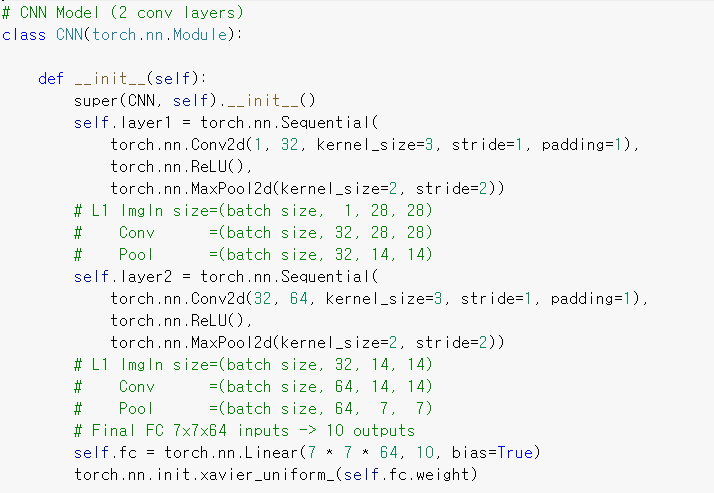 # CNN Model (2 conv layers)
class CNN(torch.nn.Module):

    def __init__(self):
        super(CNN, self).__init__()
        self.layer1 = torch.nn.Sequential(
            torch.nn.Conv2d(1, 32, kernel_size=3, stride=1, padding=1),
            torch.nn.ReLU(),
            torch.nn.MaxPool2d(kernel_size=2, stride=2))
        # L1 ImgIn size=(batch size,  1, 28, 28)
        #    Conv      =(batch size, 32, 28, 28)
        #    Pool      =(batch size, 32, 14, 14)
        self.layer2 = torch.nn.Sequential(
            torch.nn.Conv2d(32, 64, kernel_size=3, stride=1, padding=1),
            torch.nn.ReLU(),
            torch.nn.MaxPool2d(kernel_size=2, stride=2))
        # L1 ImgIn size=(batch size, 32, 14, 14)
        #    Conv      =(batch size, 64, 14, 14)
        #    Pool      =(batch size, 64,  7,  7)
        # Final FC 7x7x64 inputs -> 10 outputs
        self.fc = torch.nn.Linear(7 * 7 * 64, 10, bias=True)
        torch.nn.init.xavier_uniform_(self.fc.weight)